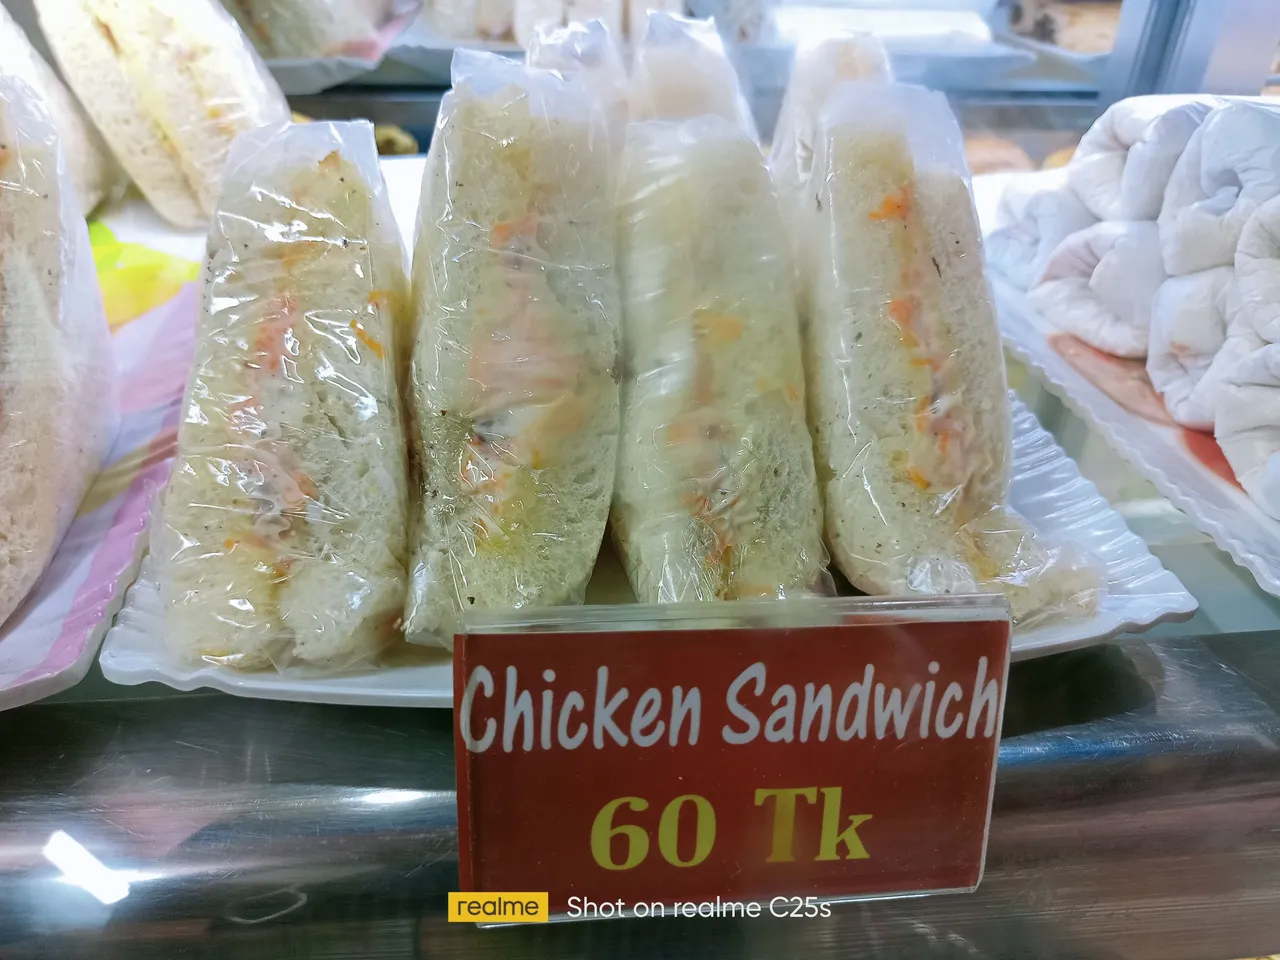 Chicken Sandwich
60 Tk
realme Shot on realme C25s